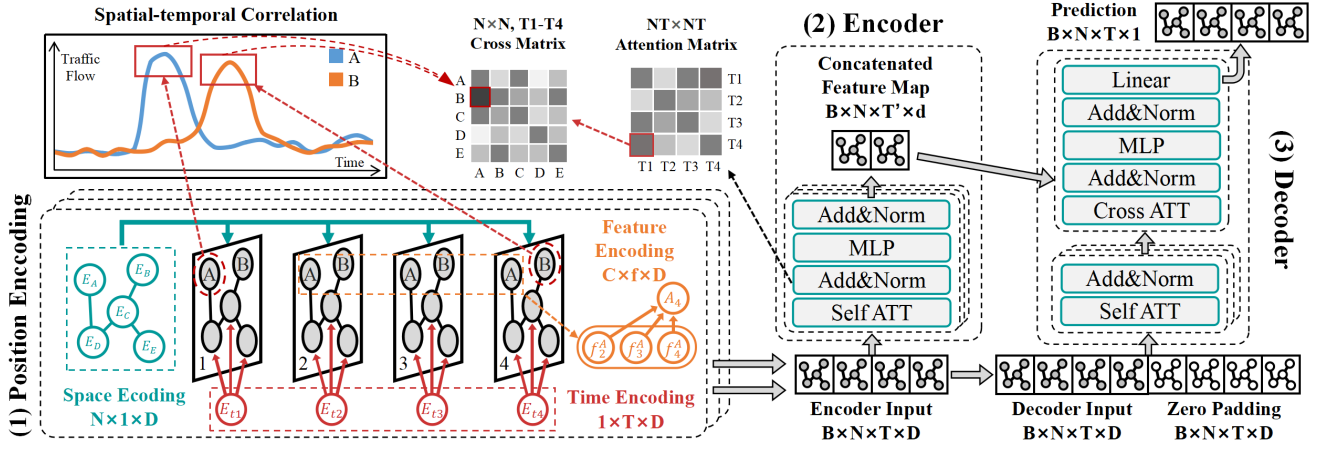 Spatial-temporal Correlation
Traffic
Flow
A
B
Time
N×N, T1-T4
Cross Matrix
A
B
C
D
E
A B C D E
NT×NT
Attention Matrix
T1
T2
T3
T4
T1 T2 T3 T4
(2) Encoder
Concatenated
Feature Map
B×N×T'×d
Add&Norm
MLP
Add&Norm
Self ATT
Encoder Input
B×N×T×D
Prediction
B×N×T×1
Linear
Add&Norm
MLP
Add&Norm
Cross ATT
Add&Norm
Self ATT
(3) Decoder
Decoder Input
B×N×T×D
Zero Padding
B×N×T×D
(1) Position Enccoding
E_A
E_B
E_C
E_D
E_E
Space Ecoding
N×1×D
A B
1
A B
2
A B
3
A B
4
E_t1 E_t2 E_t3 E_t4
Time Encoding
1×T×D
Feature
Encoding
C×f×D
A_4
f_2^A f_3^A f_4^A